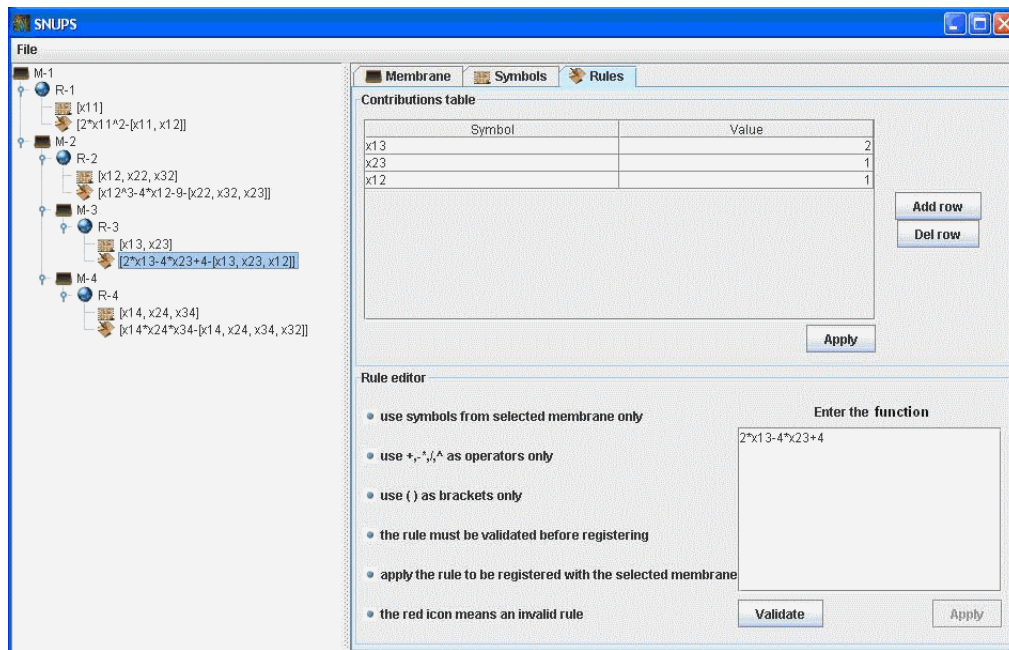 SNUPS
File
M-1
R-1
[x11]
[2*x11^2-[x11, x12]]
M-2
R-2
[x12, x22, x32]
[x12^3-4*x12-9-[x22, x32, x23]]
M-3
R-3
[x13, x23]
[2*x13-4*x23+4-[x13, x23, x12]]
M-4
R-4
[x14, x24, x34]
[x14*x24*x34-[x14, x24, x34, x32]]
Membrane Symbols Rules
Contributions table
Symbol Value
x13 2
x23 1
x12 1
Add row
Del row
Apply
Rule editor
use symbols from selected membrane only
use +,-*,/,^ as operators only
use ( ) as brackets only
the rule must be validated before registering
apply the rule to be registered with the selected membrane
the red icon means an invalid rule
Enter the function
2*x13-4*x23+4
Validate Apply